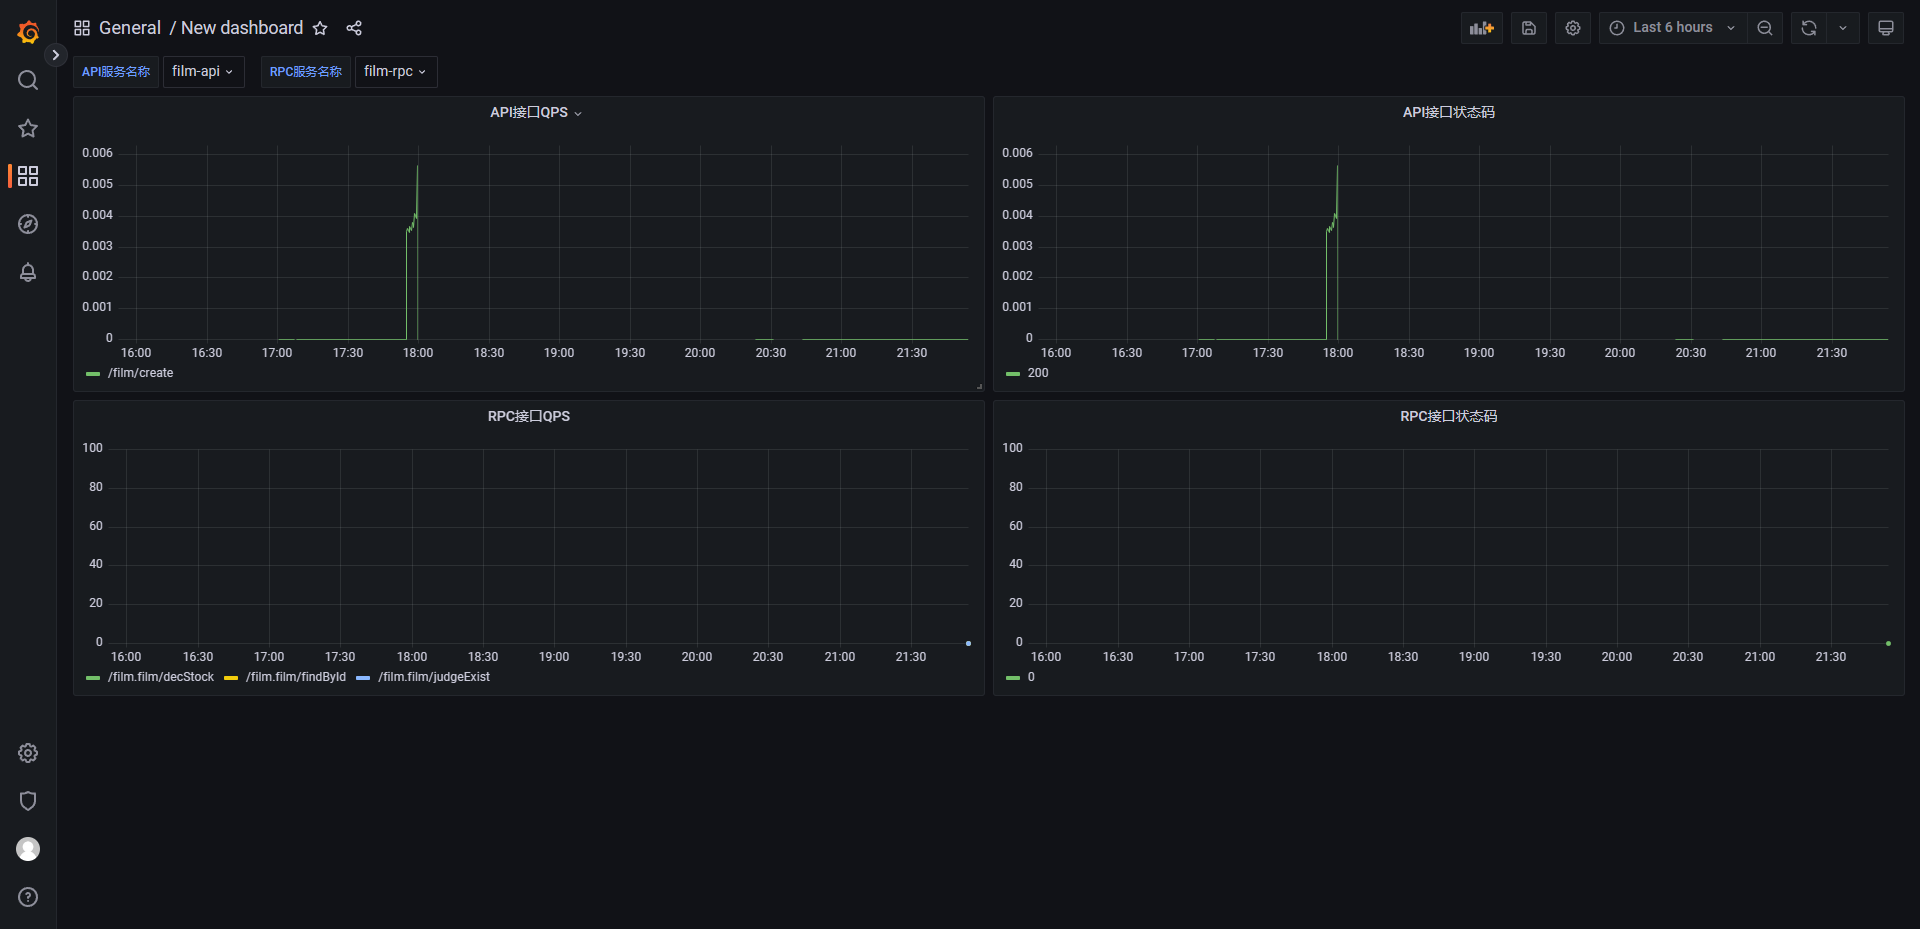 General / New dashboard
Last 6 hours
API服务名称 film-api RPC服务名称 film-rpc
API接口QPS
0.006
0.005
0.004
0.003
0.002
0.001
0
16:00 16:30 17:00 17:30 18:00 18:30 19:00 19:30 20:00 20:30 21:00 21:30
/film/create
API接口状态码
0.006
0.005
0.004
0.003
0.002
0.001
0
16:00 16:30 17:00 17:30 18:00 18:30 19:00 19:30 20:00 20:30 21:00 21:30
200
RPC接口QPS
100
80
60
40
20
0
16:00 16:30 17:00 17:30 18:00 18:30 19:00 19:30 20:00 20:30 21:00 21:30
/film.film/decStock /film.film/findById /film.film/judgeExist
RPC接口状态码
100
80
60
40
20
0
16:00 16:30 17:00 17:30 18:00 18:30 19:00 19:30 20:00 20:30 21:00 21:30
0